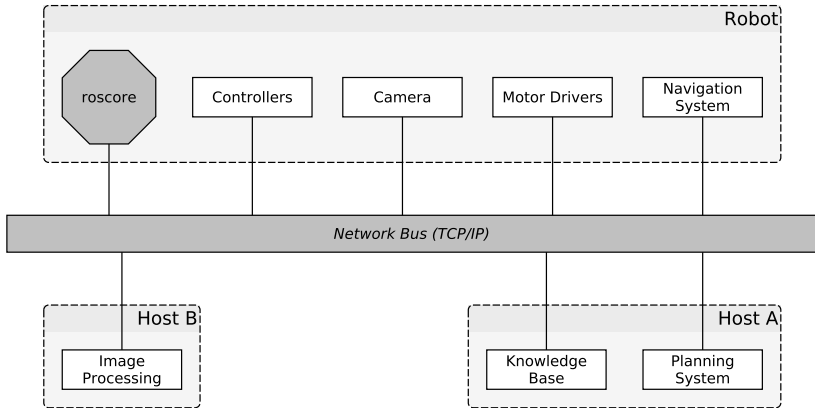 Robot
roscore
Controllers
Camera
Motor Drivers
Navigation
System
Network Bus (TCP/IP)
Host B
Image
Processing
Host A
Knowledge
Base
Planning
System